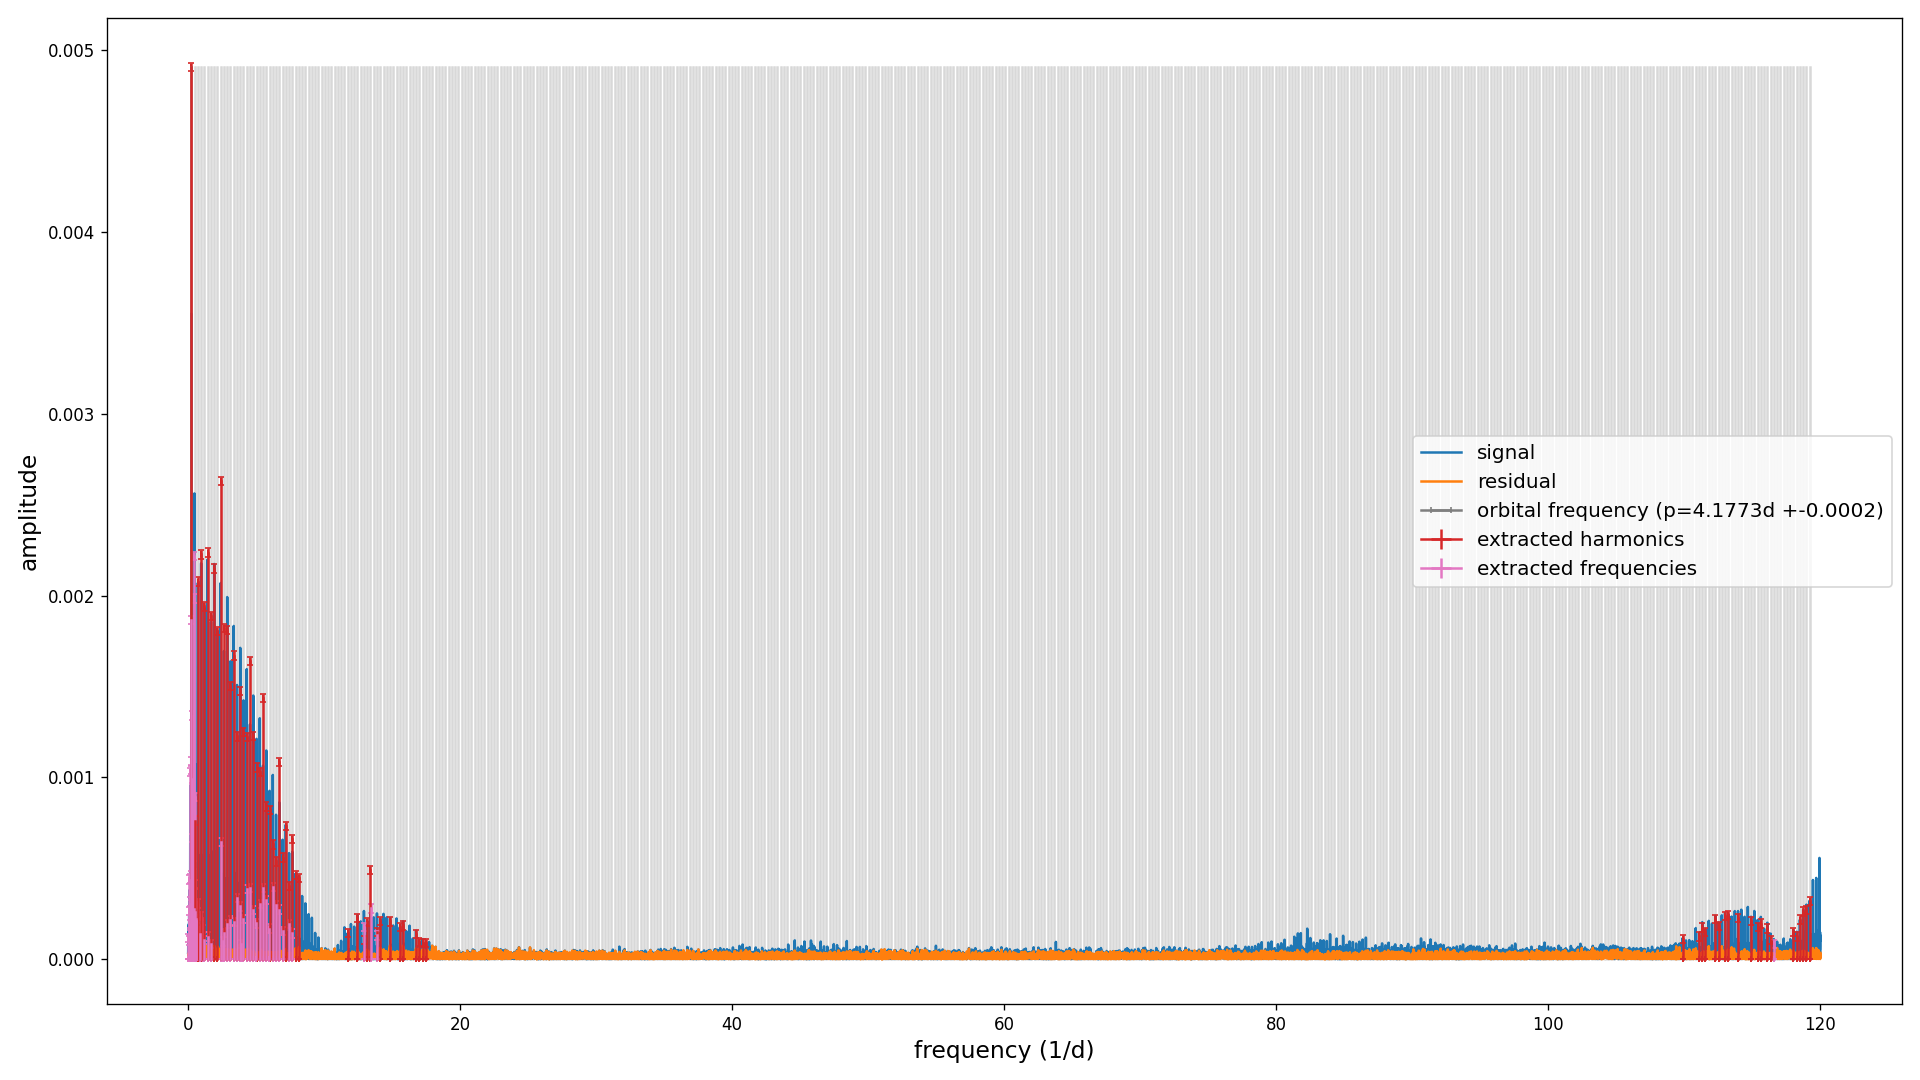 0.005
0.004
0.003
0.002
0.001
0.000
amplitude
signal
residual
orbital frequency (p=4.1773d +-0.0002)
extracted harmonics
extracted frequencies
0 20 40 60 80 100 120
frequency (1/d)